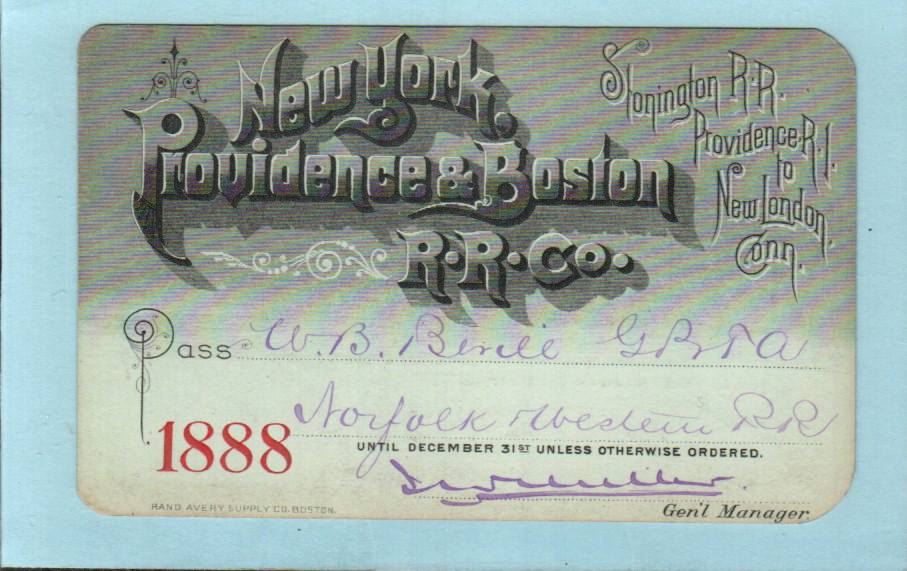 New York
Providence & Boston
R.R. Co.
Stonington R.R.
Providence R.I.
to
New London
Conn.
Pass W.B. G.P.&T.A
Norfolk & Western RR
1888
UNTIL DECEMBER 31ST UNLESS OTHERWISE ORDERED.
Gen'l Manager.
RAND AVERY SUPPLY CO. BOSTON.